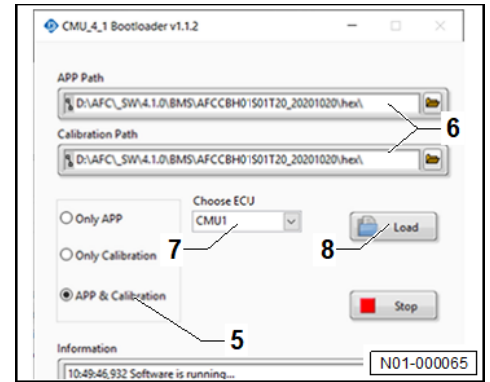 CMU_4_1 Bootloader v1.1.2
APP Path
D:\AFC\_SW\4.1.0\BMS\AFCCBH01S01T20_20201020\hex\
6
Calibration Path
D:\AFC\_SW\4.1.0\BMS\AFCCBH01S01T20_20201020\hex\
Choose ECU
Only APP
CMU1
Load
7
8
Only Calibration
APP & Calibration
Stop
5
Information
N01-000065
10:49:46,932 Software is running...